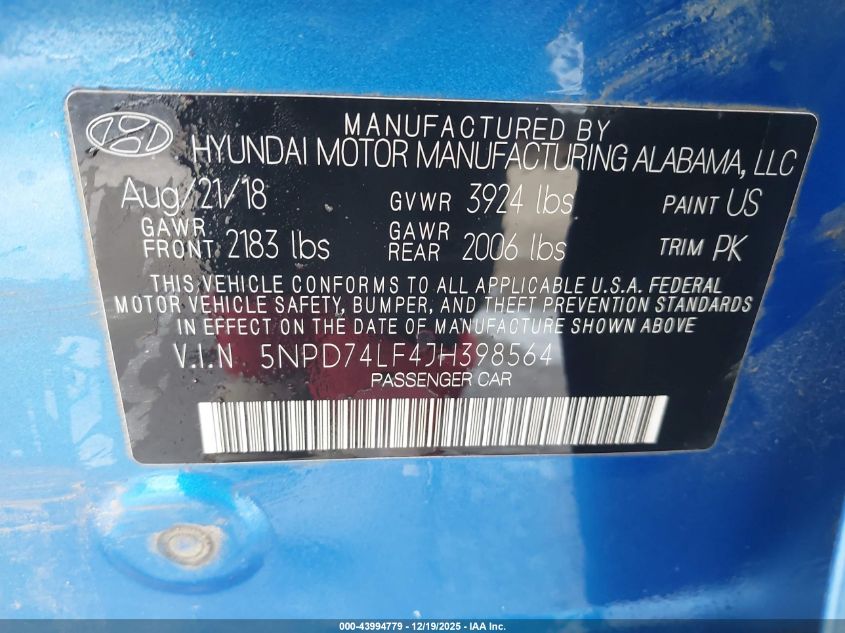 MANUFACTURED BY
HYUNDAI MOTOR MANUFACTURING ALABAMA, LLC
Aug/21/18 GVWR 3924 lbs PAINT US
GAWR FRONT 2183 lbs GAWR REAR 2006 lbs TRIM PK
THIS VEHICLE CONFORMS TO ALL APPLICABLE U.S.A. FEDERAL
MOTOR VEHICLE SAFETY, BUMPER, AND THEFT PREVENTION STANDARDS
IN EFFECT ON THE DATE OF MANUFACTURE SHOWN ABOVE
V.I.N 5NPD74LF4JH398564
PASSENGER CAR
000-43994779 - 12/19/2025 - IAA Inc.